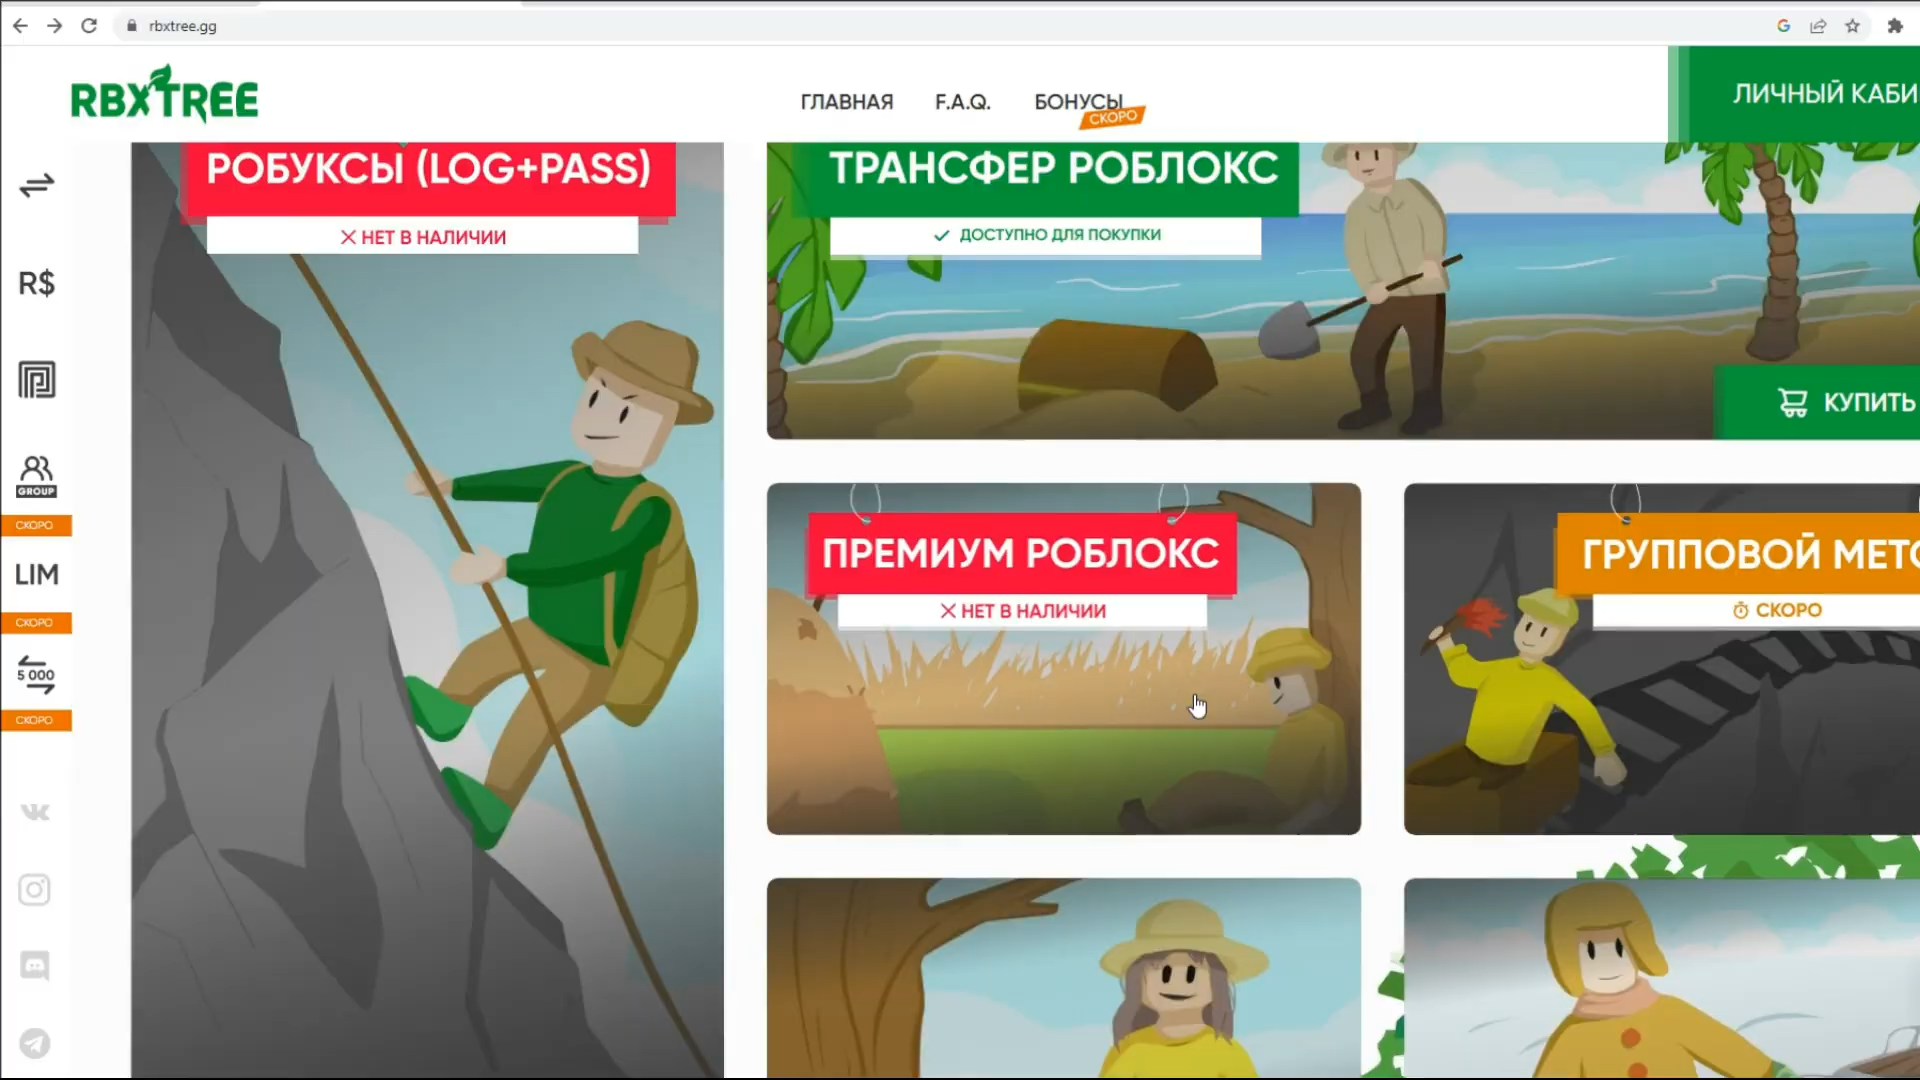 rbxtree.gg
RBXTREE
ГЛАВНАЯ
F.A.Q.
БОНУСЫ
СКОРО
ЛИЧНЫЙ КАБИ
РОБУКСЫ (LOG+PASS)
НЕТ В НАЛИЧИИ
ТРАНСФЕР РОБЛОКС
ДОСТУПНО ДЛЯ ПОКУПКИ
КУПИТЬ
R$
GROUP
СКОРО
LIM
СКОРО
5 000
СКОРО
ПРЕМИУМ РОБЛОКС
НЕТ В НАЛИЧИИ
ГРУППОВОЙ МЕТО
СКОРО